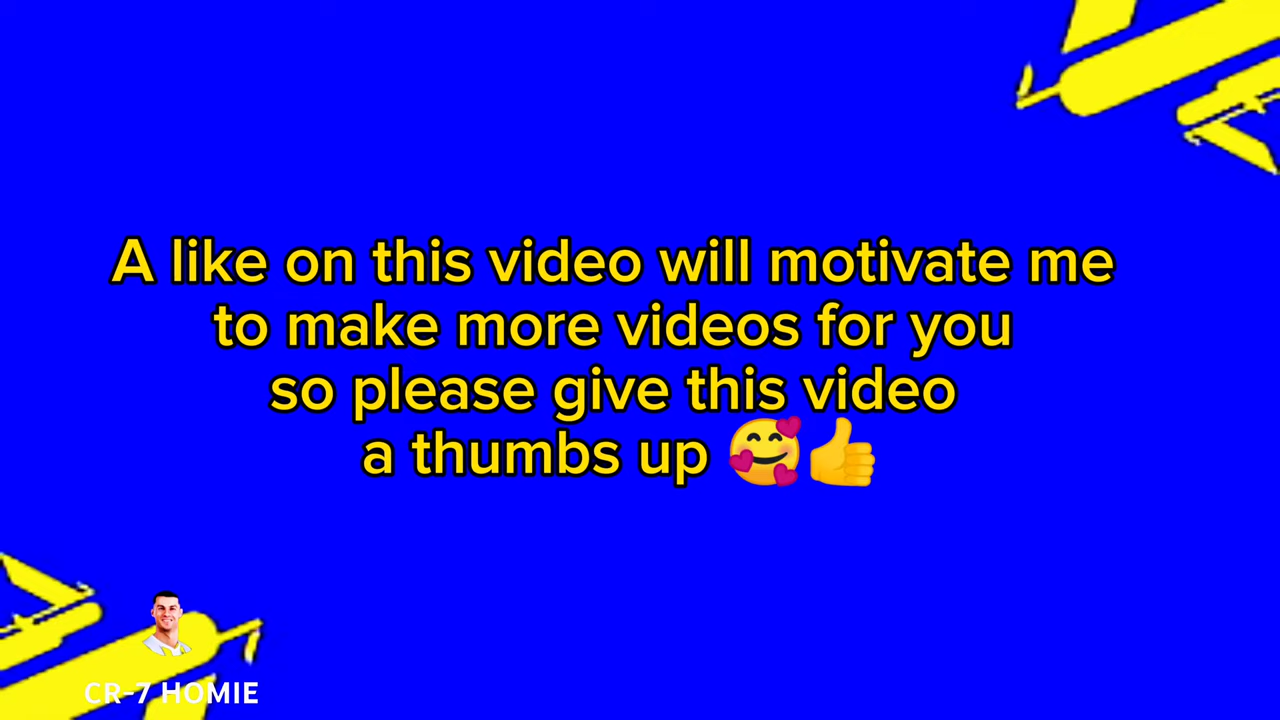 A like on this video will motivate me
to make more videos for you
so please give this video
a thumbs up 🥰👍
CR-7 HOMIE